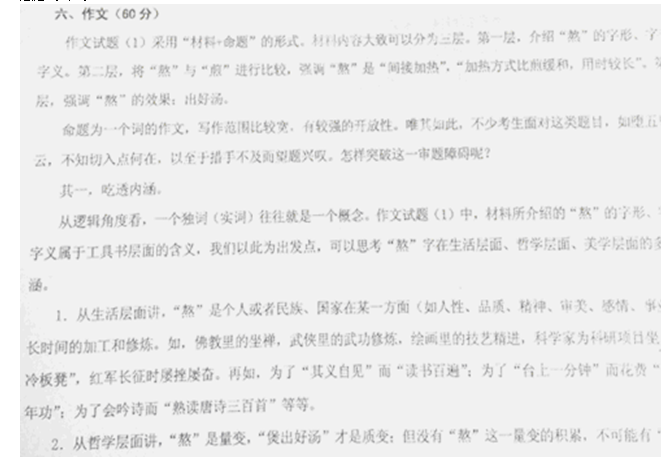 六、作文（60 分）
作文试题（1）采用“材料+命题”的形式。材料内容大致可以分为三层。第一层，介绍“熬”的字形、字
字义。第二层，将“熬”与“煎”进行比较，强调“熬”是“间接加热”，“加热方式比煎缓和，用时较长”。
层，强调“熬”的效果：出好汤。
命题为一个词的作文，写作范围比较宽，有较强的开放性。唯其如此，不少考生面对这类题目，如堕五
云，不知切入点何在，以至于措手不及而望题兴叹。怎样突破这一审题障碍呢？
其一，吃透内涵。
从逻辑角度看，一个独词（实词）往往就是一个概念。作文试题（1）中，材料所介绍的“熬”的字形、
字义属于工具书层面的含义，我们以此为出发点，可以思考“熬”字在生活层面、哲学层面、美学层面的多
涵。
1．从生活层面讲，“熬”是个人或者民族、国家在某一方面（如人性、品质、精神、审美、感情、事
长时间的加工和修炼。如，佛教里的坐禅，武侠里的武功修炼，绘画里的技艺精进，科学家为科研项目坐
冷板凳”，红军长征时屡挫屡奋。再如，为了“其义自见”而“读书百遍”；为了“台上一分钟”而花费“
年功”；为了会吟诗而“熟读唐诗三百首”等等。
2．从哲学层面讲，“熬”是量变，“煲出好汤”才是质变；但没有“熬”这一量变的积累，不可能有“